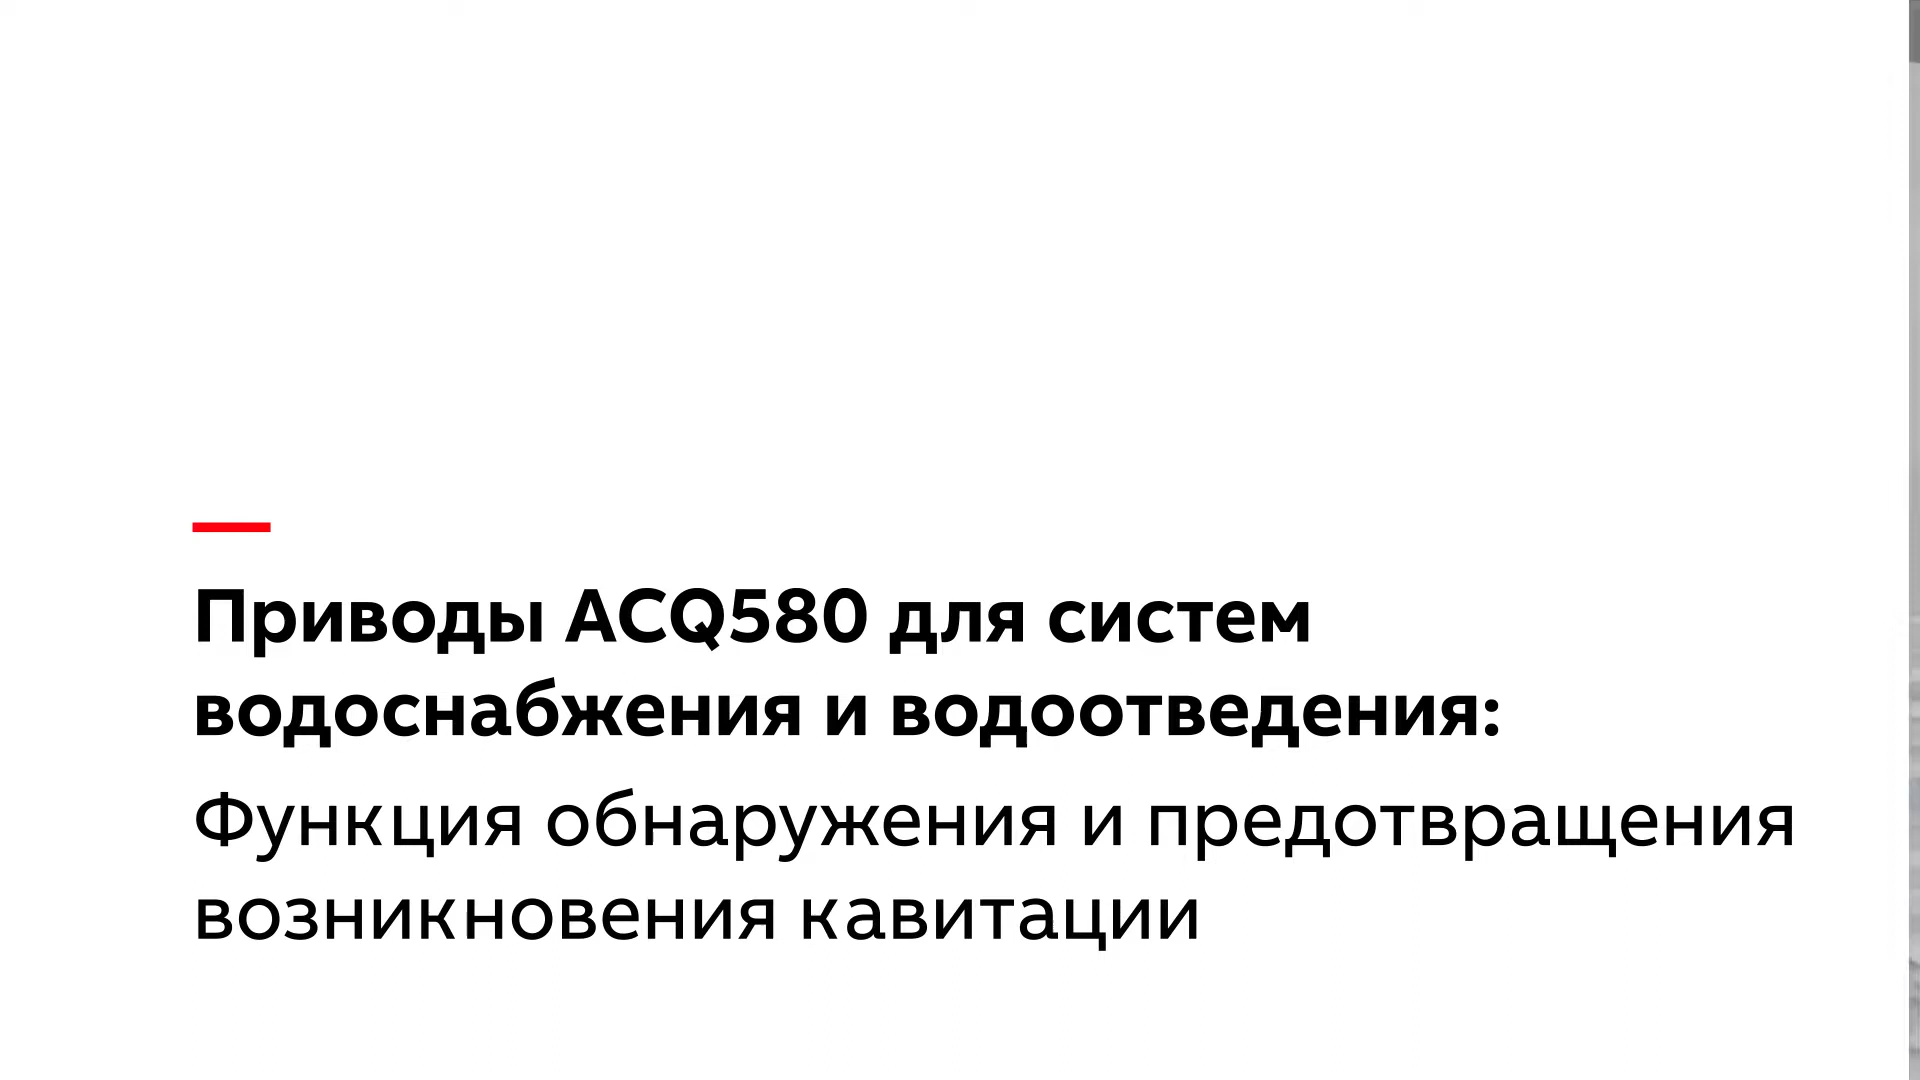 Приводы ACQ580 для систем
водоснабжения и водоотведения:
Функция обнаружения и предотвращения
возникновения кавитации